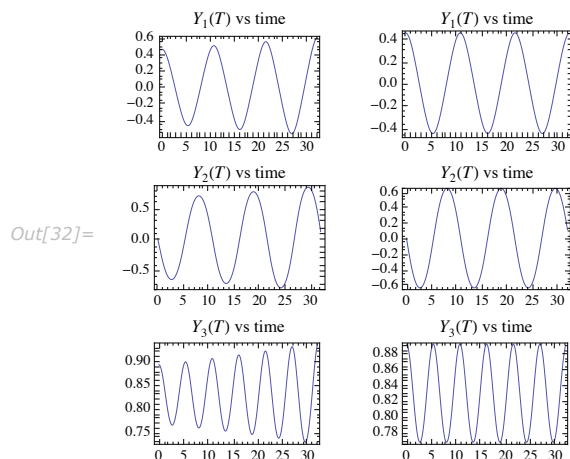 Y₁(T) vs time
Y₁(T) vs time
0.6
0.4
0.2
0.0
−0.2
−0.4
0 5 10 15 20 25 30
0.4
0.2
0.0
−0.2
−0.4
0 5 10 15 20 25 30
Y₂(T) vs time
Y₂(T) vs time
Out[32]=
0.5
0.0
−0.5
0 5 10 15 20 25 30
0.6
0.4
0.2
0.0
−0.2
−0.4
−0.6
0 5 10 15 20 25 30
Y₃(T) vs time
Y₃(T) vs time
0.90
0.85
0.80
0.75
0 5 10 15 20 25 30
0.88
0.86
0.84
0.82
0.80
0.78
0 5 10 15 20 25 30